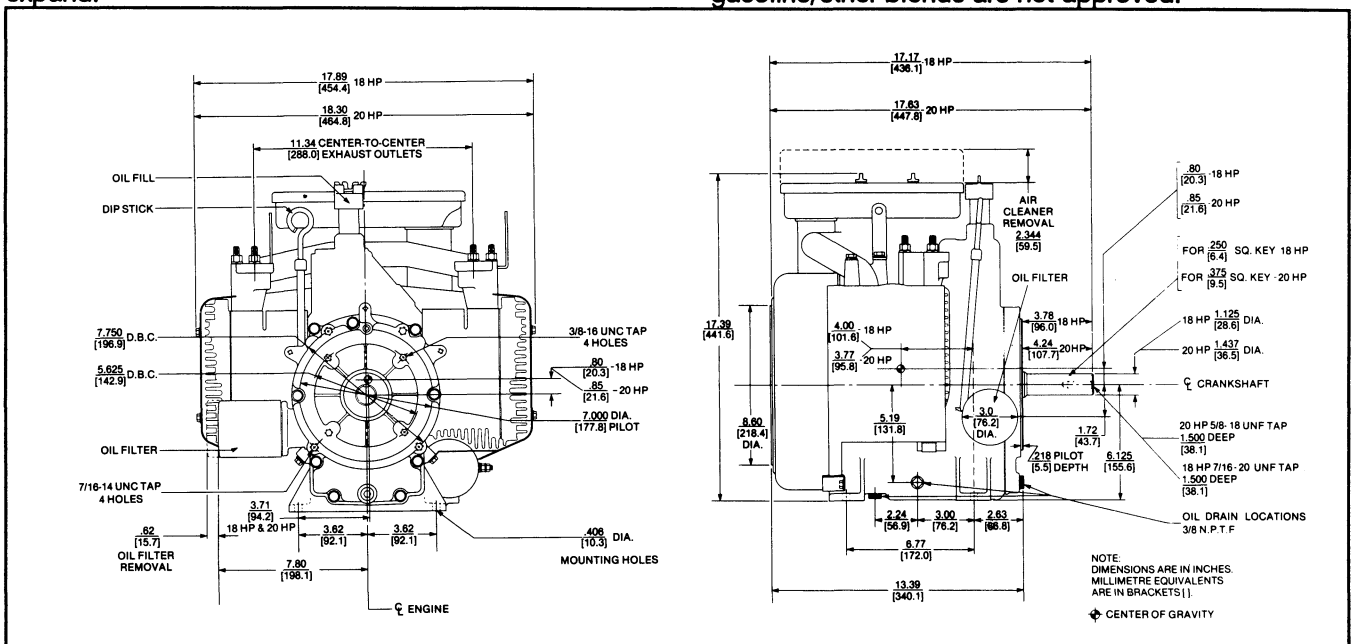 expand.
gasoline/other blends are not approved.
17.89
[454.4] 18 HP
18.30
[464.8] 20 HP
11.34 CENTER-TO-CENTER
[288.0] EXHAUST OUTLETS
OIL FILL
DIP STICK
7.750
[196.9] D.B.C.
5.625
[142.9] D.B.C.
OIL FILTER
7/16-14 UNC TAP
4 HOLES
3/8-16 UNC TAP
4 HOLES
.80
[20.3] -18 HP
.85
[21.6] -20 HP
7.000 DIA.
[177.8] PILOT
3.71
[94.2]
18 HP & 20 HP
3.62
[92.1]
3.62
[92.1]
.62
[15.7]
OIL FILTER
REMOVAL
7.80
[198.1]
.406
[10.3] DIA.
MOUNTING HOLES
℄ ENGINE
17.17
[436.1] 18 HP
17.63
[447.8] 20 HP
AIR
CLEANER
REMOVAL
2.344
[59.5]
OIL FILTER
.80
[20.3] -18 HP
.85
[21.6] -20 HP
FOR .250
[6.4] SQ. KEY 18 HP
FOR .375
[9.5] SQ. KEY -20 HP
3.78
[96.0] 18 HP
4.24
[107.7] 20 HP
18 HP 1.125
[28.6] DIA.
20 HP 1.437
[36.5] DIA.
℄ CRANKSHAFT
17.39
[441.6]
4.00
[101.6] -18 HP
3.77
[95.8] -20 HP
8.60
[218.4]
DIA.
5.19
[131.8]
3.0
[76.2]
DIA.
1.72
[43.7]
.218 PILOT
[5.5] DEPTH
6.125
[155.6]
20 HP 5/8-18 UNF TAP
1.500 DEEP
[38.1]
18 HP 7/16-20 UNF TAP
1.500 DEEP
[38.1]
OIL DRAIN LOCATIONS
3/8 N.P.T.F
2.24
[56.9]
3.00
[76.2]
2.63
[66.8]
6.77
[172.0]
13.39
[340.1]
NOTE:
DIMENSIONS ARE IN INCHES.
MILLIMETRE EQUIVALENTS
ARE IN BRACKETS [ ].
CENTER OF GRAVITY